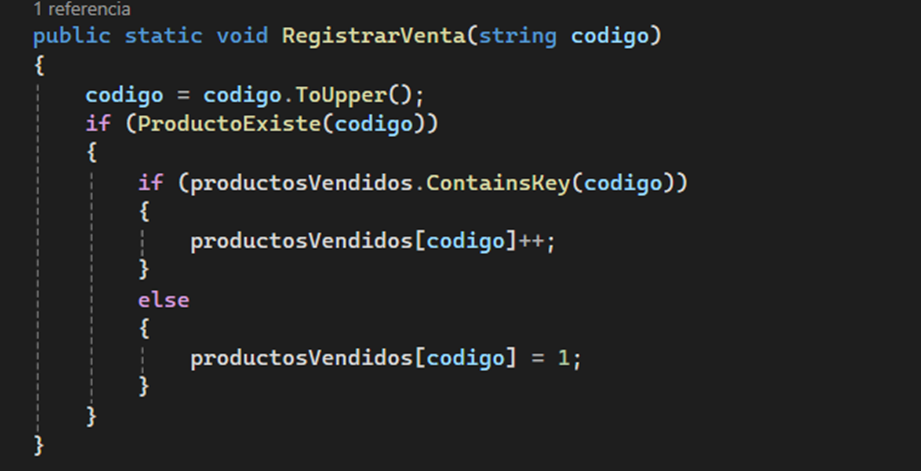 1 referencia
public static void RegistrarVenta(string codigo)
{
codigo = codigo.ToUpper();
if (ProductoExiste(codigo))
{
if (productosVendidos.ContainsKey(codigo))
{
productosVendidos[codigo]++;
}
else
{
productosVendidos[codigo] = 1;
}
}
}